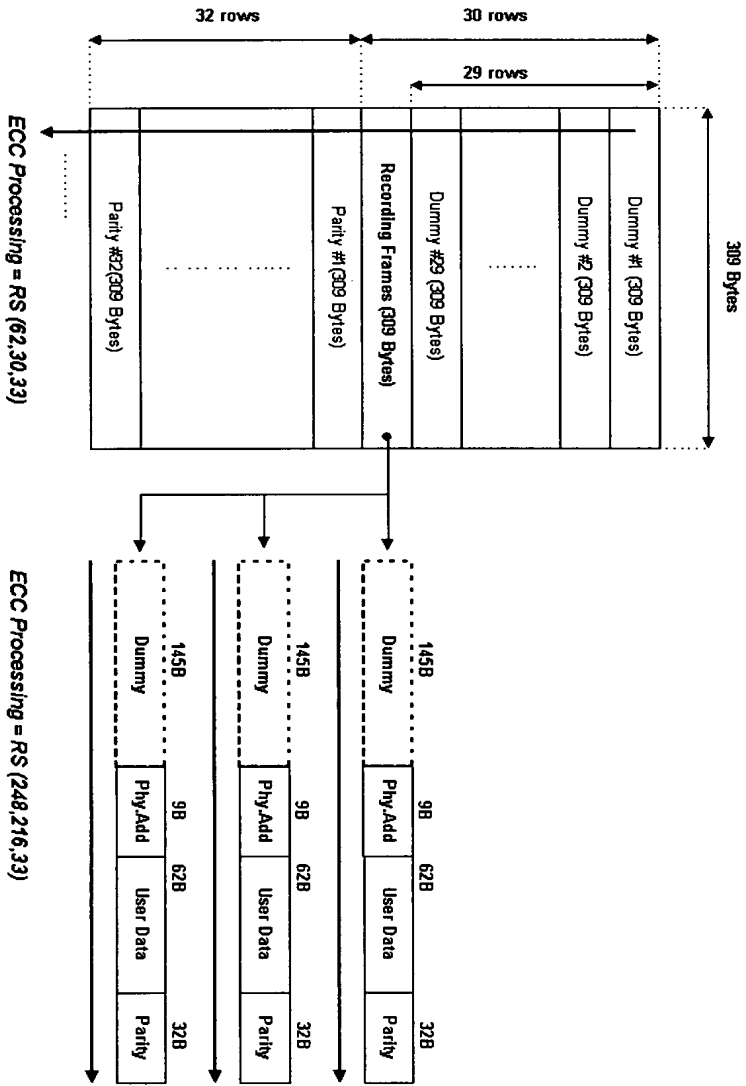 32 rows
30 rows
29 rows
309 Bytes
Dummy #1 (309 Bytes)
Dummy #2 (309 Bytes)
........
Dummy #29 (309 Bytes)
Recording Frames (309 Bytes)
Parity #1(309 Bytes)
... ... ... ........
Parity #32(309 Bytes)
........
ECC Processing = RS (62,30,33)
145B
9B
62B
32B
Dummy
Phy.Add
User Data
Parity
145B
9B
62B
32B
Dummy
Phy.Add
User Data
Parity
145B
9B
62B
32B
Dummy
Phy.Add
User Data
Parity
ECC Processing = RS (248,216,33)